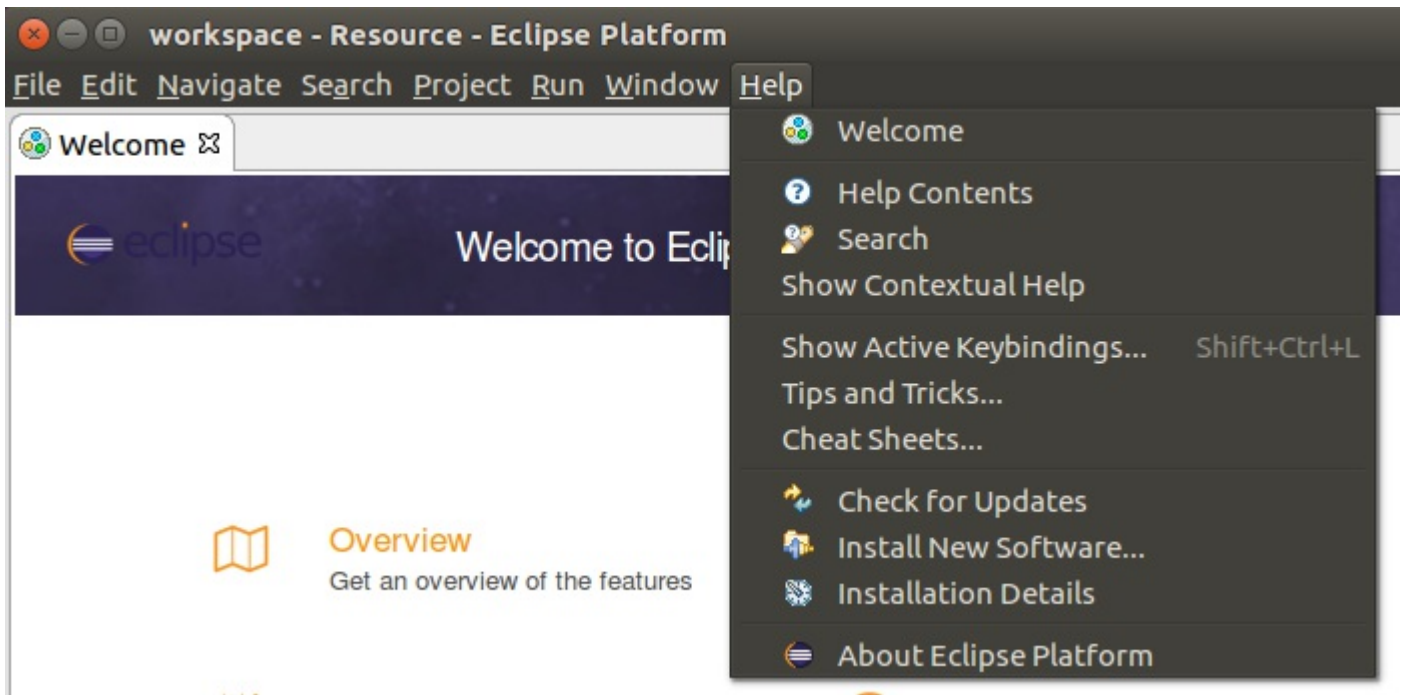 workspace - Resource - Eclipse Platform
File Edit Navigate Search Project Run Window Help
Welcome
eclipse
Welcome to Eclip
Overview
Get an overview of the features
Welcome
Help Contents
Search
Show Contextual Help
Show Active Keybindings... Shift+Ctrl+L
Tips and Tricks...
Cheat Sheets...
Check for Updates
Install New Software...
Installation Details
About Eclipse Platform